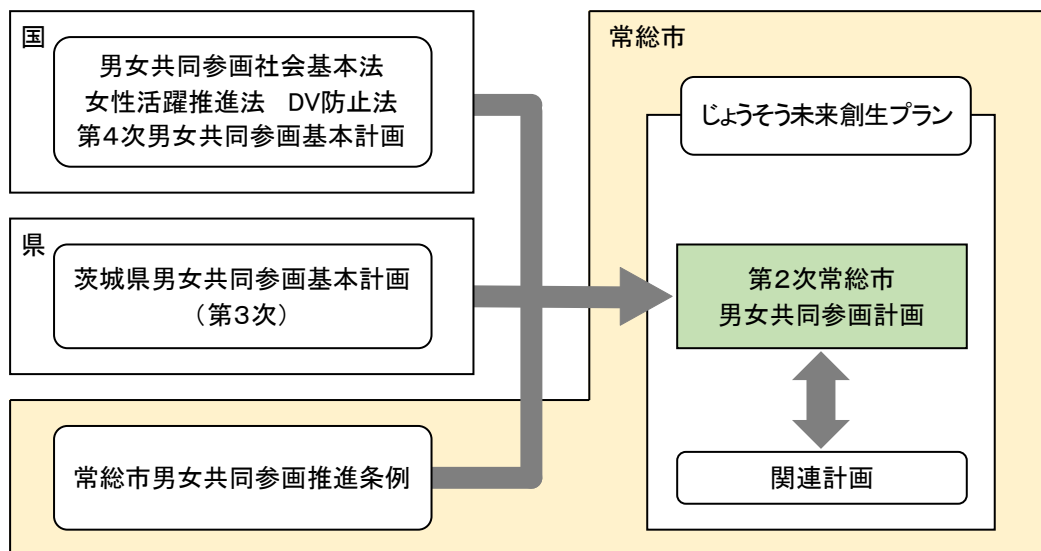 国
男女共同参画社会基本法
女性活躍推進法　DV防止法
第4次男女共同参画基本計画
県
茨城県男女共同参画基本計画
（第3次）
常総市男女共同参画推進条例
常総市
じょうそう未来創生プラン
第2次常総市
男女共同参画計画
関連計画